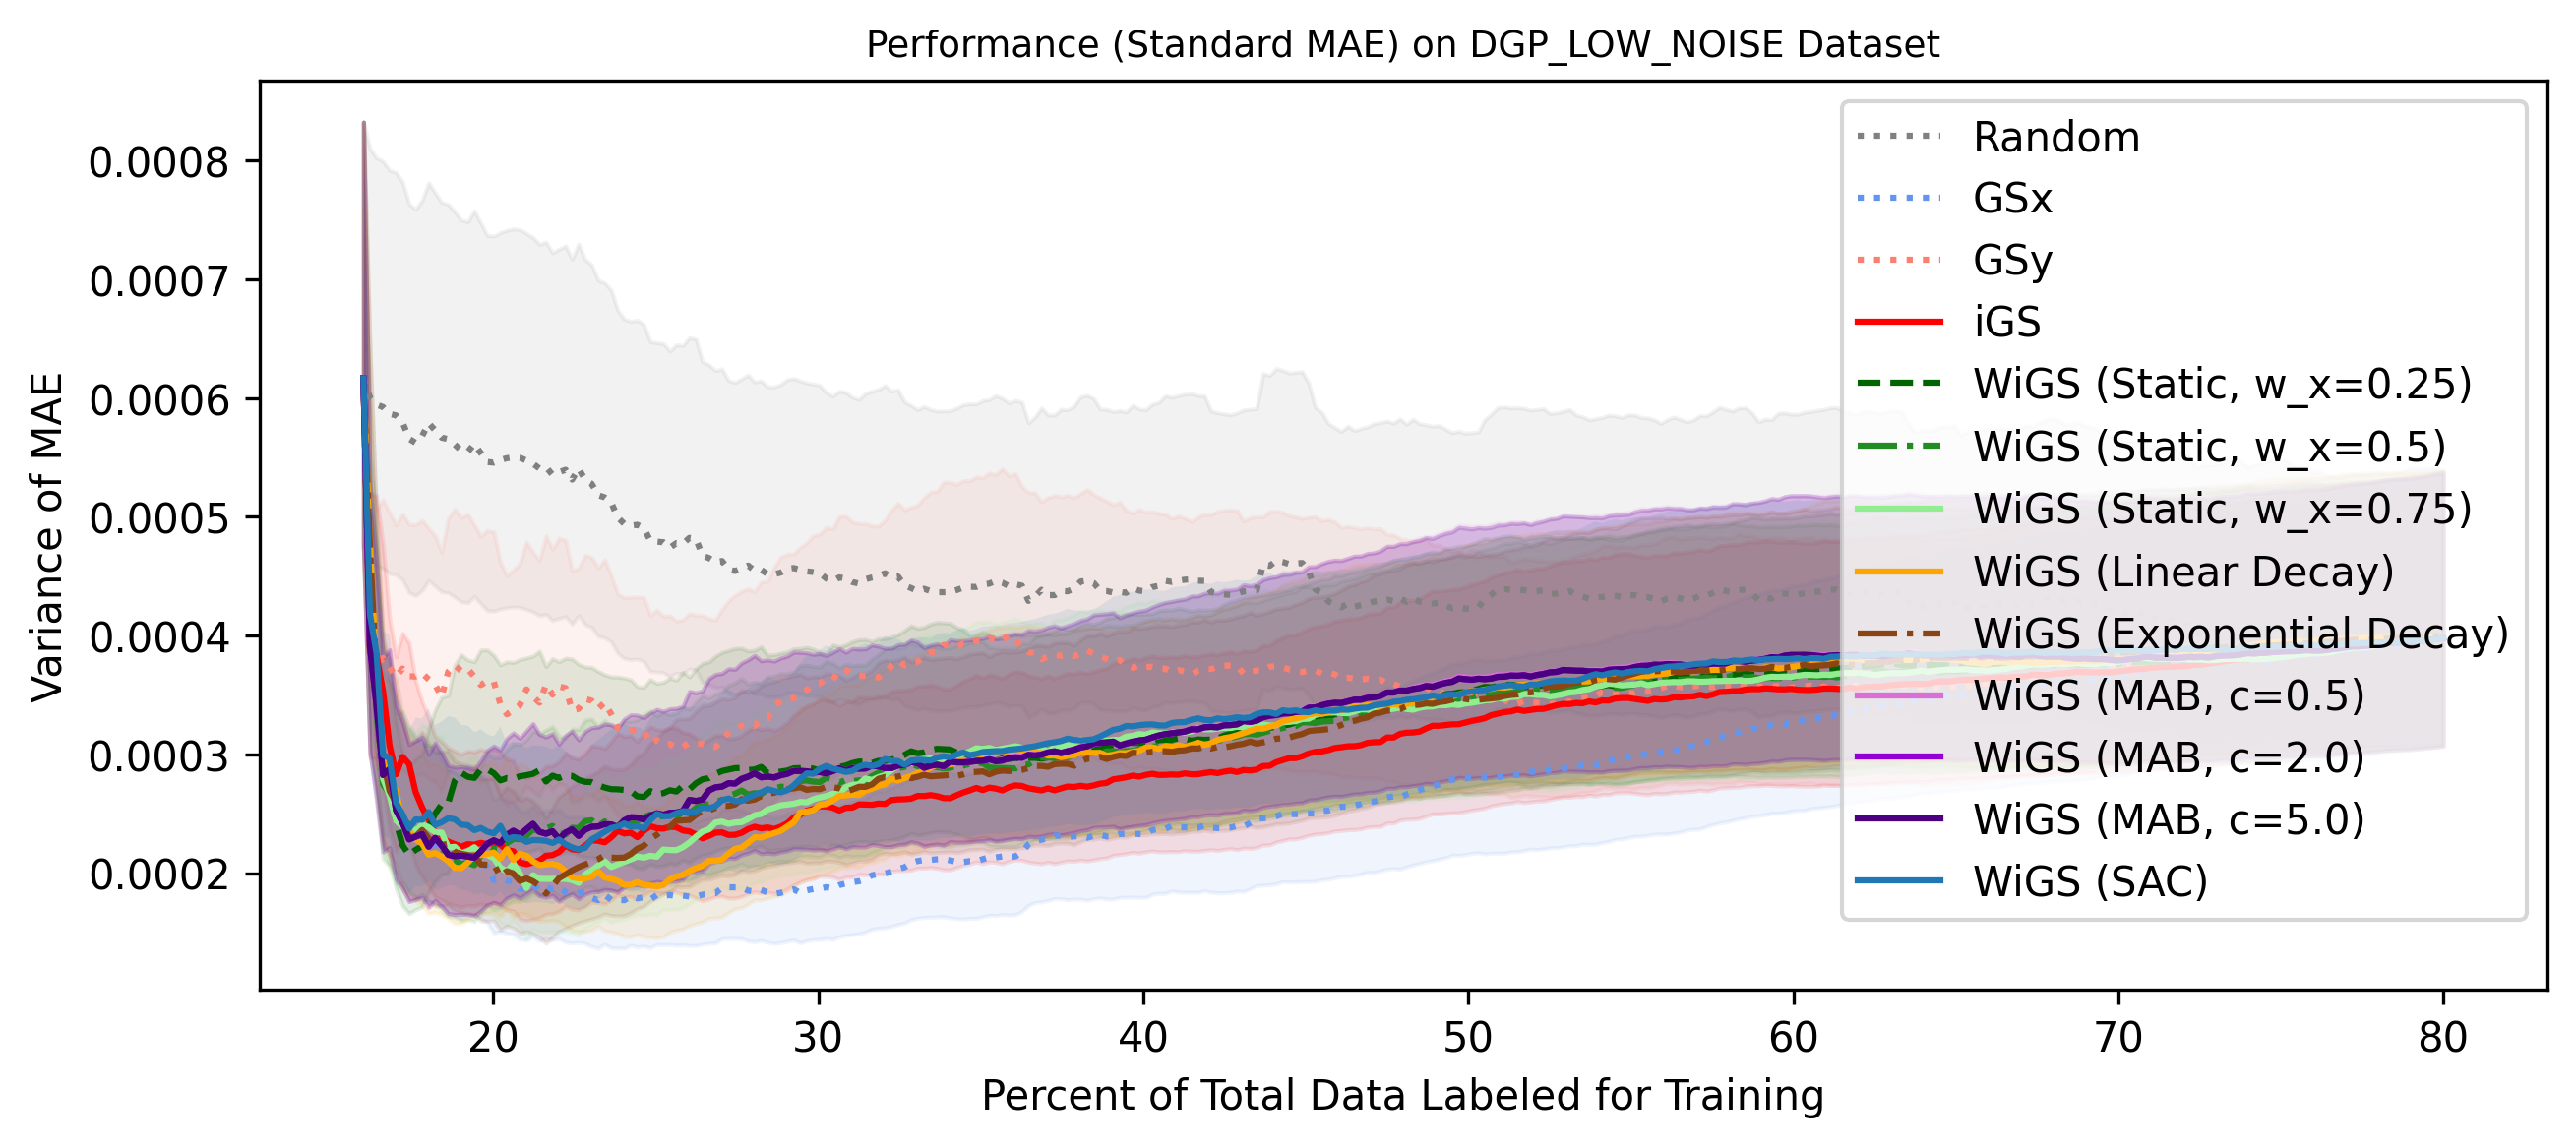 Performance (Standard MAE) on DGP_LOW_NOISE Dataset
Variance of MAE
0.0008
0.0007
0.0006
0.0005
0.0004
0.0003
0.0002
Random
GSx
GSy
iGS
WiGS (Static, w_x=0.25)
WiGS (Static, w_x=0.5)
WiGS (Static, w_x=0.75)
WiGS (Linear Decay)
WiGS (Exponential Decay)
WiGS (MAB, c=0.5)
WiGS (MAB, c=2.0)
WiGS (MAB, c=5.0)
WiGS (SAC)
20 30 40 50 60 70 80
Percent of Total Data Labeled for Training